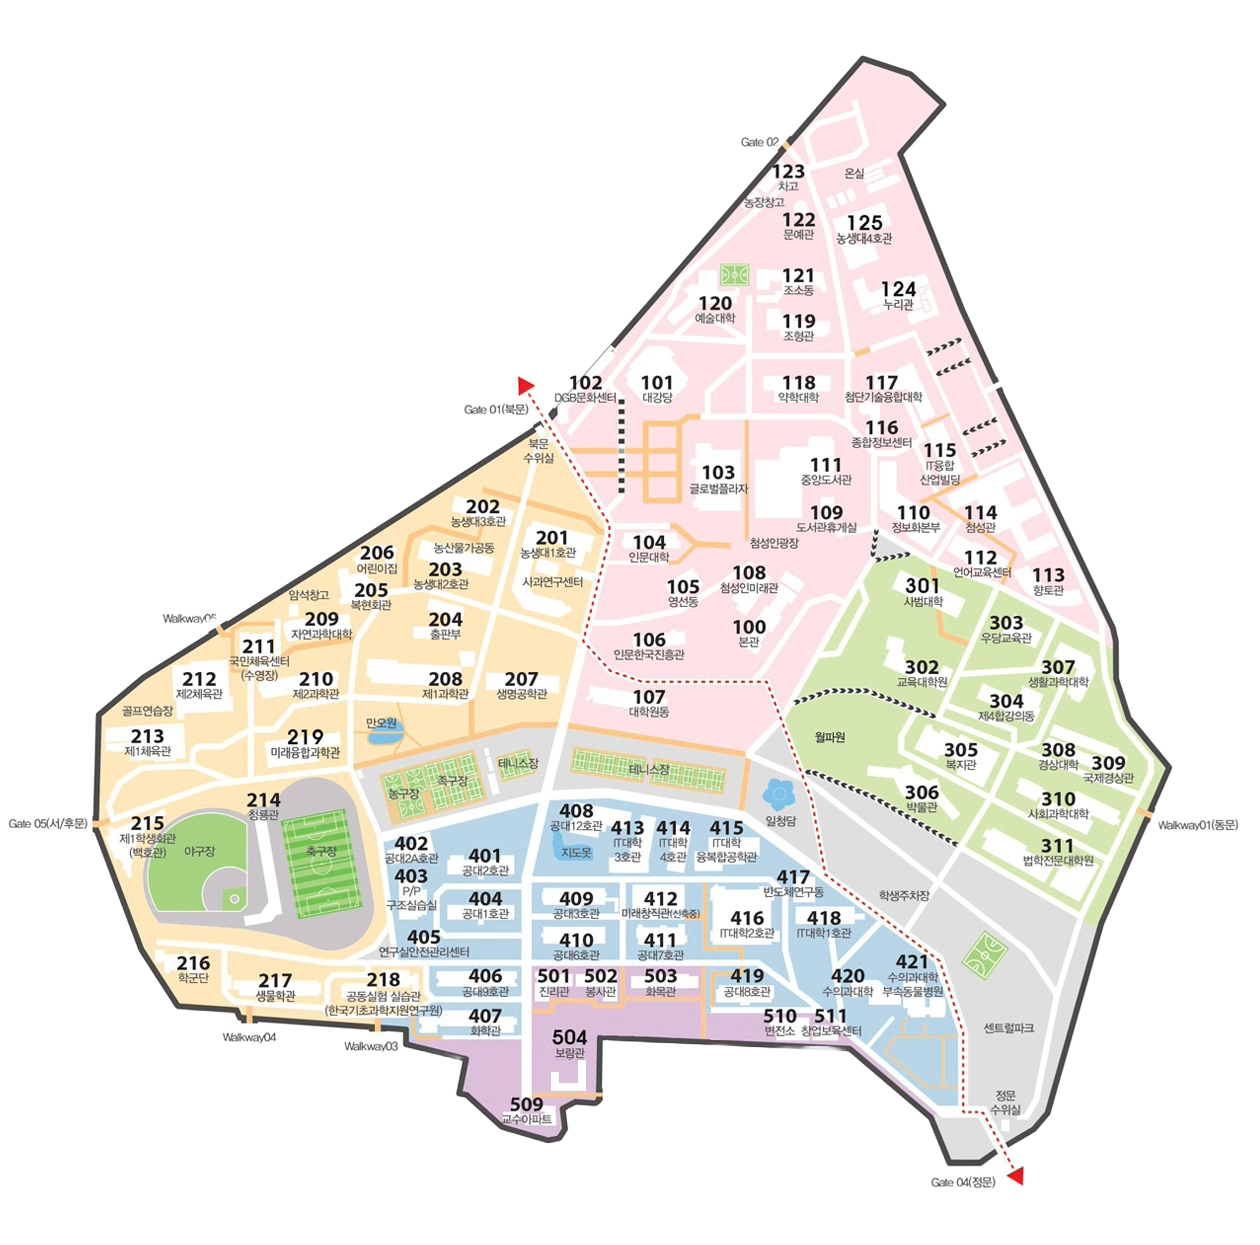 Gate 02
123
차고
온실
농장창고
122
문예관
125
농생대4호관
121
조소동
124
누리관
120
예술대학
119
조형관
102
DGB문화센터
101
대강당
118
약학대학
117
첨단기술융합대학
Gate 01(북문)
북문
수위실
116
종합정보센터
115
IT융합
산업빌딩
103
글로벌플라자
111
중앙도서관
109
도서관휴게실
110
정보화본부
114
첨성관
202
농생대3호관
농산물가공동
201
농생대1호관
사과연구센터
104
인문대학
첨성인광장
112
언어교육센터
113
향토관
206
어린이집
203
농생대2호관
205
복현회관
암석창고
105
영선동
108
첨성인미래관
301
사범대학
Walkway05
209
자연과학대학
204
출판부
106
인문한국진흥관
100
본관
303
우당교육관
211
국민체육센터
(수영장)
212
제2체육관
210
제2과학관
208
제1과학관
207
생명공학관
107
대학원동
302
교육대학원
307
생활과학대학
304
제4합강의동
골프연습장
213
제1체육관
219
미래융합과학관
만오원
월파원
305
복지관
308
경상대학
309
국제경상관
농구장
족구장
테니스장
테니스장
일청담
306
박물관
310
사회과학대학
Gate 05(서/후문)
215
제1학생회관
(백호관)
214
청룡관
야구장
축구장
Walkway01(동문)
311
법학전문대학원
408
공대12호관
지도못
413
IT대학
3호관
414
IT대학
4호관
415
IT대학
융복합공학관
402
공대2A호관
401
공대2호관
403
P/P
구조실습실
417
반도체연구동
학생주차장
404
공대1호관
409
공대3호관
412
미래창직관(신축중)
416
IT대학2호관
418
IT대학1호관
405
연구실안전관리센터
410
공대6호관
411
공대7호관
216
학군단
217
생물학관
218
공동실험 실습관
(한국기초과학지원연구원)
406
공대9호관
501
진리관
502
봉사관
503
화목관
419
공대8호관
420
수의과대학
421
수의과대학
부속동물병원
407
화학관
510
변전소
511
창업보육센터
센트럴파크
Walkway04
Walkway03
504
보람관
509
교수아파트
정문
수위실
Gate 04(정문)